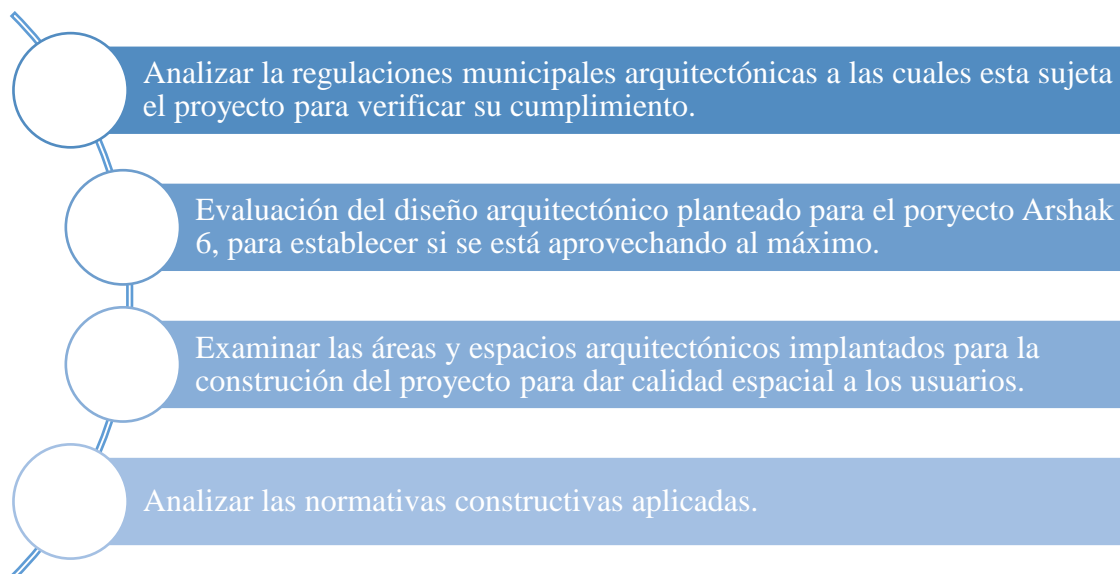 Analizar la regulaciones municipales arquitectónicas a las cuales esta sujeta
el proyecto para verificar su cumplimiento.
Evaluación del diseño arquitectónico planteado para el poryecto Arshak
6, para establecer si se está aprovechando al máximo.
Examinar las áreas y espacios arquitectónicos implantados para la
construción del proyecto para dar calidad espacial a los usuarios.
Analizar las normativas constructivas aplicadas.